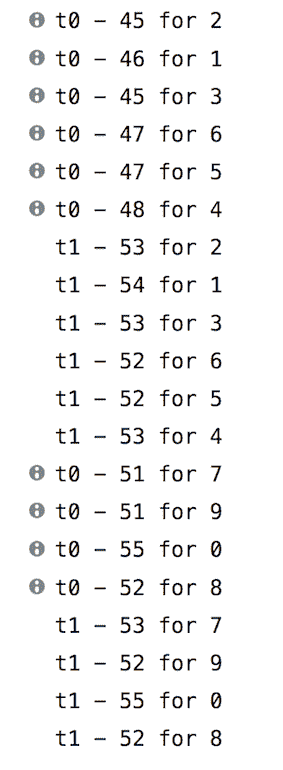 t0 – 45 for 2
t0 – 46 for 1
t0 – 45 for 3
t0 – 47 for 6
t0 – 47 for 5
t0 – 48 for 4
t1 – 53 for 2
t1 – 54 for 1
t1 – 53 for 3
t1 – 52 for 6
t1 – 52 for 5
t1 – 53 for 4
t0 – 51 for 7
t0 – 51 for 9
t0 – 55 for 0
t0 – 52 for 8
t1 – 53 for 7
t1 – 52 for 9
t1 – 55 for 0
t1 – 52 for 8